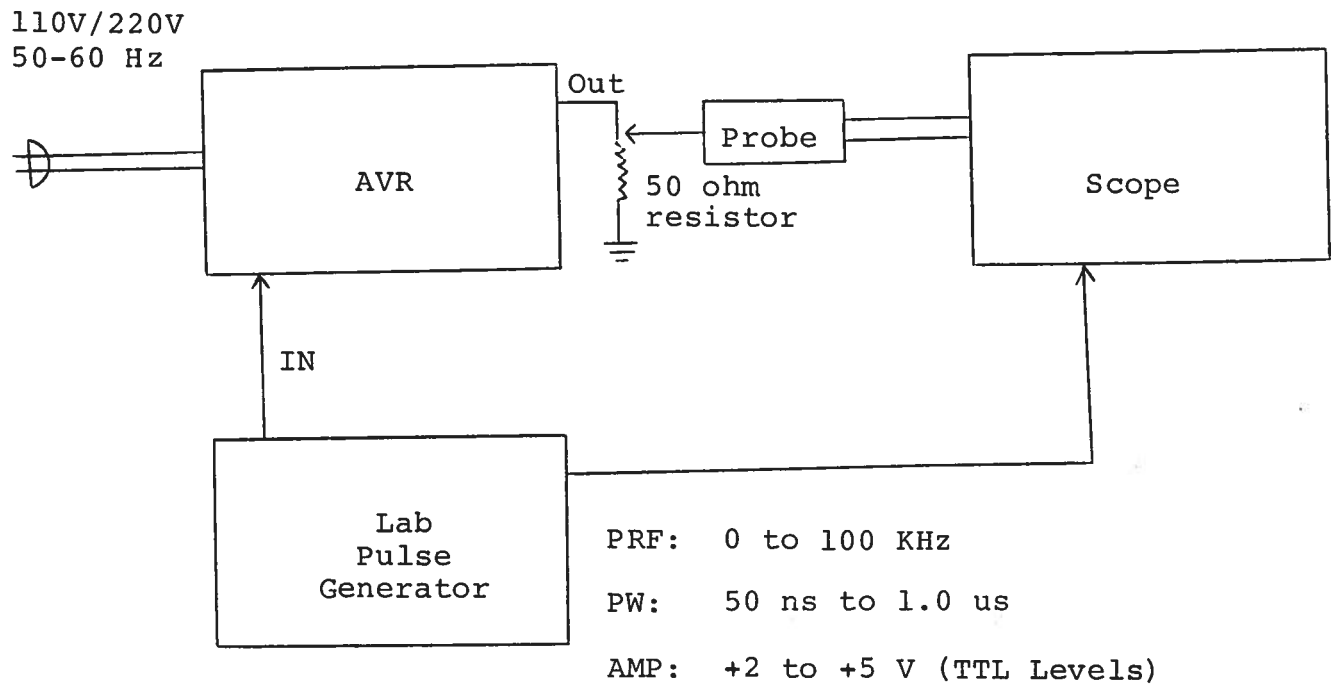 110V/220V
50-60 Hz
Out
Probe
AVR
50 ohm
resistor
Scope
IN
Lab
Pulse
Generator
PRF: 0 to 100 KHz
PW: 50 ns to 1.0 us
AMP: +2 to +5 V (TTL Levels)